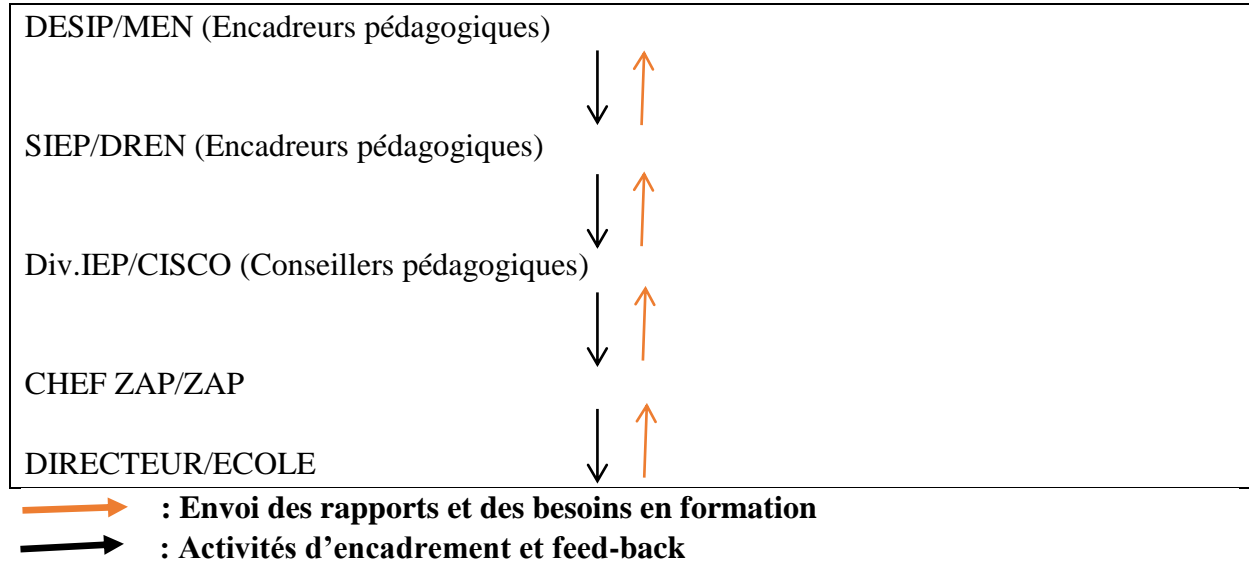 DESIP/MEN (Encadreurs pédagogiques)
SIEP/DREN (Encadreurs pédagogiques)
Div.IEP/CISCO (Conseillers pédagogiques)
CHEF ZAP/ZAP
DIRECTEUR/ECOLE
: Envoi des rapports et des besoins en formation
: Activités d’encadrement et feed-back